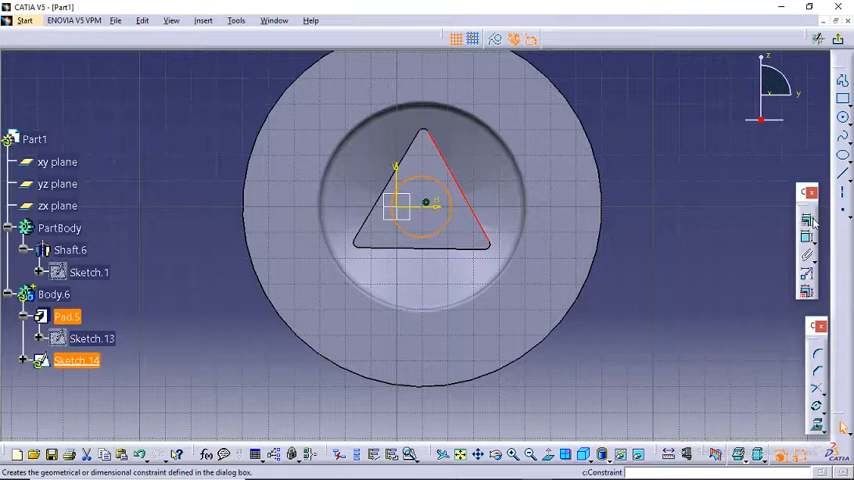 CATIA V5 - [Part1]
Start ENOVIA V5 VPM File Edit View Insert Tools Window Help
z
x y
Part1
xy plane
yz plane
zx plane
PartBody
Shaft.6
Sketch.1
Body.6
Pad.5
Sketch.13
Sketch.14
V
H
Creates the geometrical or dimensional constraint defined in the dialog box.
c:Constraint
CATIA